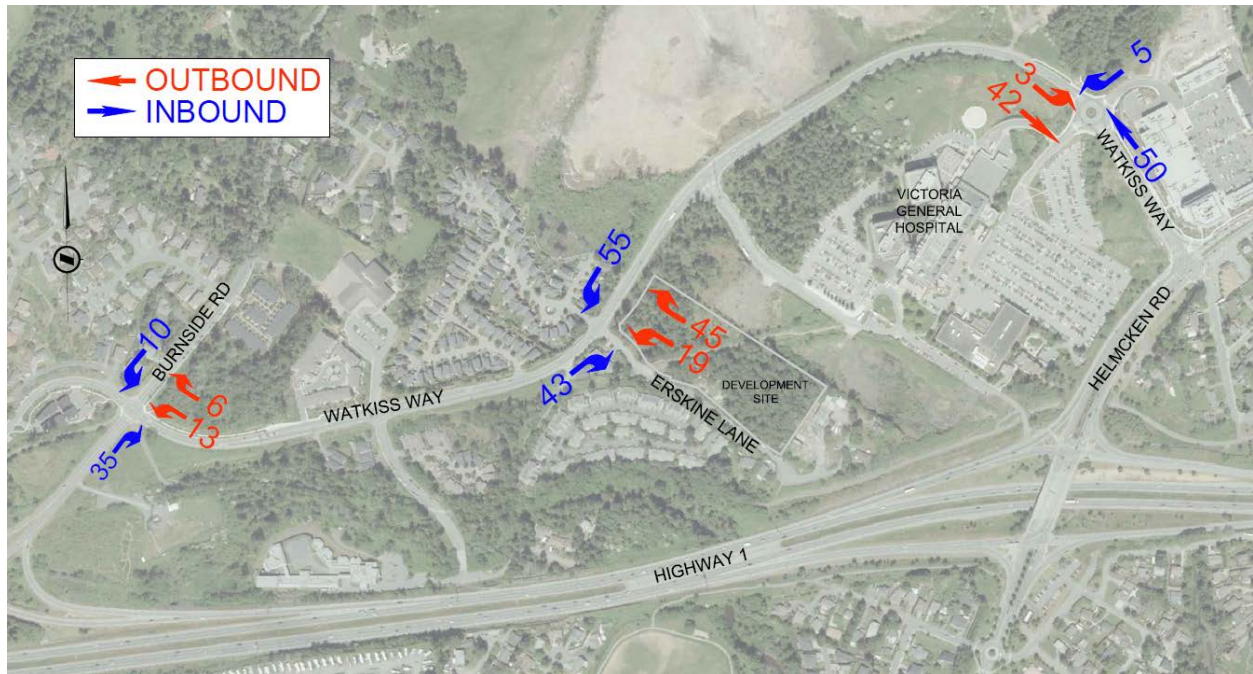 OUTBOUND
INBOUND
5
3
42
50
WATKISS WAY
VICTORIA
GENERAL
HOSPITAL
55
45
19
43
ERSKINE LANE
DEVELOPMENT
SITE
HELMCKEN RD
10
BURNSIDE RD
6
13
35
WATKISS WAY
HIGHWAY 1